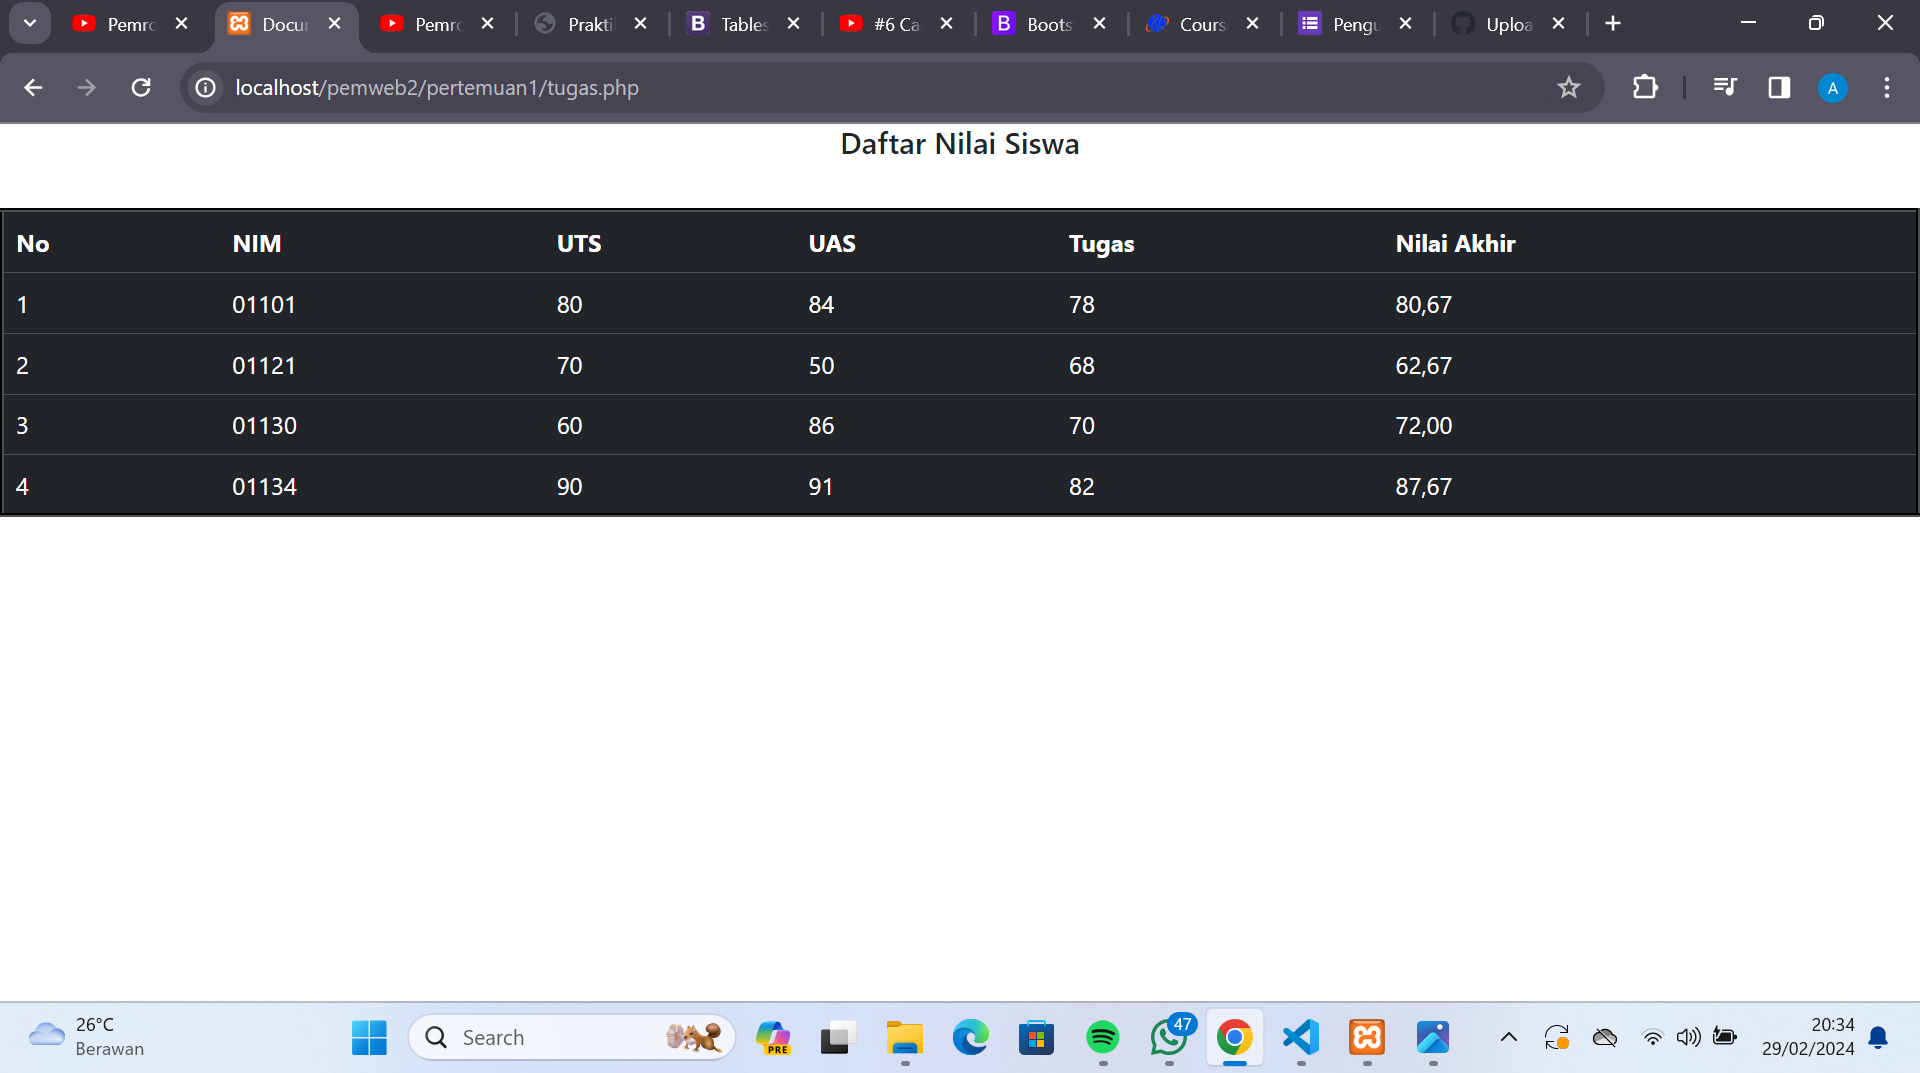 Pemro
Docum
Pemro
Prakti
Tables
#6 Ca
Boots
Cours
Pengu
Uploa
localhost/pemweb2/pertemuan1/tugas.php
A
Daftar Nilai Siswa
No NIM UTS UAS Tugas Nilai Akhir
1 01101 80 84 78 80,67
2 01121 70 50 68 62,67
3 01130 60 86 70 72,00
4 01134 90 91 82 87,67
26°C
Berawan
Search
PRE
47
20:34
29/02/2024